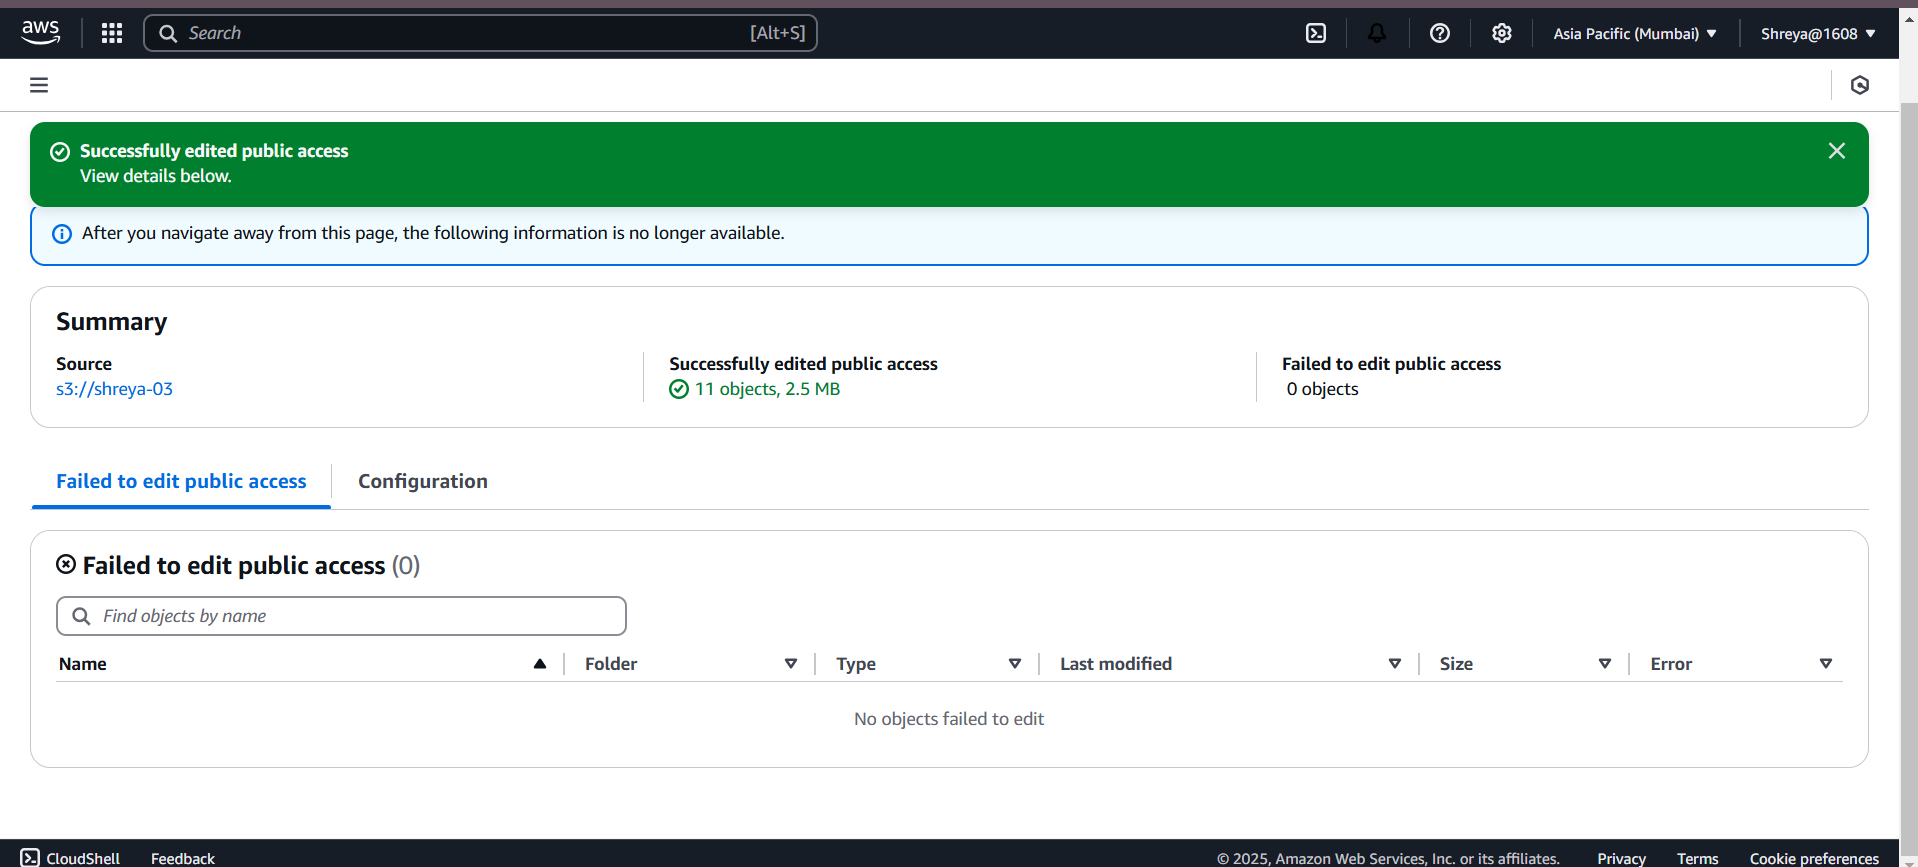 aws Search [Alt+S] Asia Pacific (Mumbai) Shreya@1608
Successfully edited public access
View details below.
After you navigate away from this page, the following information is no longer available.
Summary
Source Successfully edited public access Failed to edit public access
s3://shreya-03 11 objects, 2.5 MB 0 objects
Failed to edit public access Configuration
Failed to edit public access (0)
Find objects by name
Name Folder Type Last modified Size Error
No objects failed to edit
CloudShell Feedback © 2025, Amazon Web Services, Inc. or its affiliates. Privacy Terms Cookie preferences